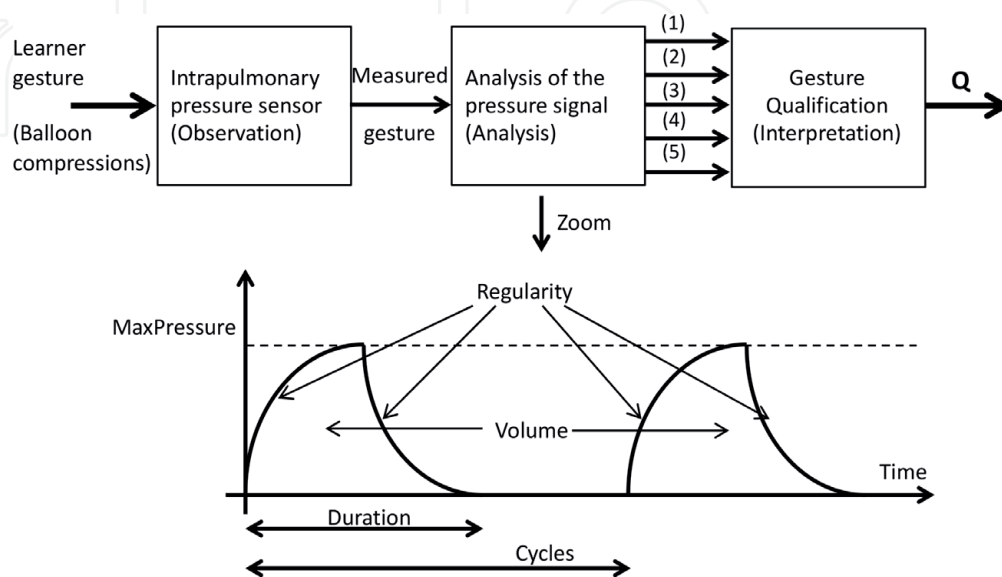 Learner
gesture
(Balloon
compressions)
Intrapulmonary
pressure sensor
(Observation)
Measured
gesture
Analysis of the
pressure signal
(Analysis)
(1)
(2)
(3)
(4)
(5)
Gesture
Qualification
(Interpretation)
Q
Zoom
Regularity
MaxPressure
Volume
Time
Duration
Cycles